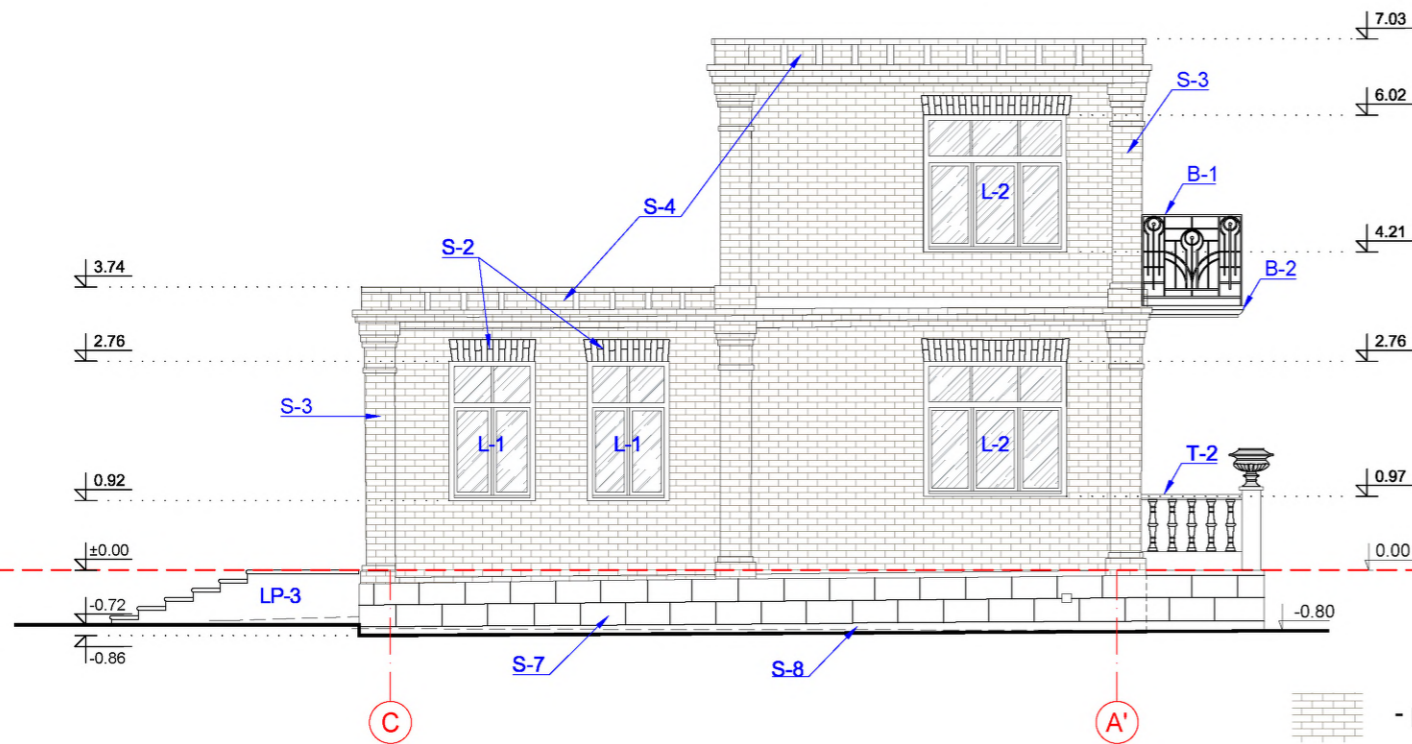 7.03
S-3
6.02
B-1
L-2
S-4
4.21
S-2
B-2
3.74
2.76
2.76
S-3
L-1
L-1
L-2
T-2
0.92
0.97
±0.00
0.00
LP-3
-0.72
-0.80
-0.86
S-7
S-8
C
A'
-